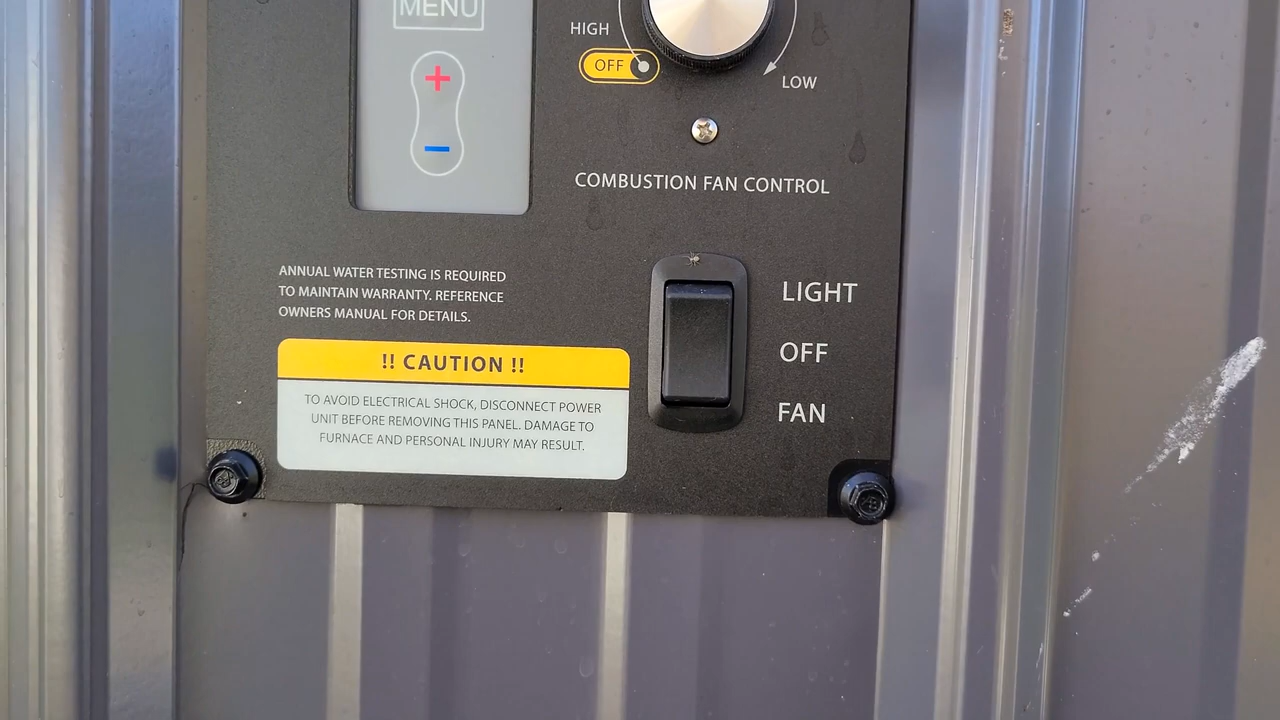 MENU
+
−
HIGH
OFF
LOW
COMBUSTION FAN CONTROL
ANNUAL WATER TESTING IS REQUIRED
TO MAINTAIN WARRANTY. REFERENCE
OWNERS MANUAL FOR DETAILS.
!! CAUTION !!
TO AVOID ELECTRICAL SHOCK, DISCONNECT POWER
UNIT BEFORE REMOVING THIS PANEL. DAMAGE TO
FURNACE AND PERSONAL INJURY MAY RESULT.
LIGHT
OFF
FAN